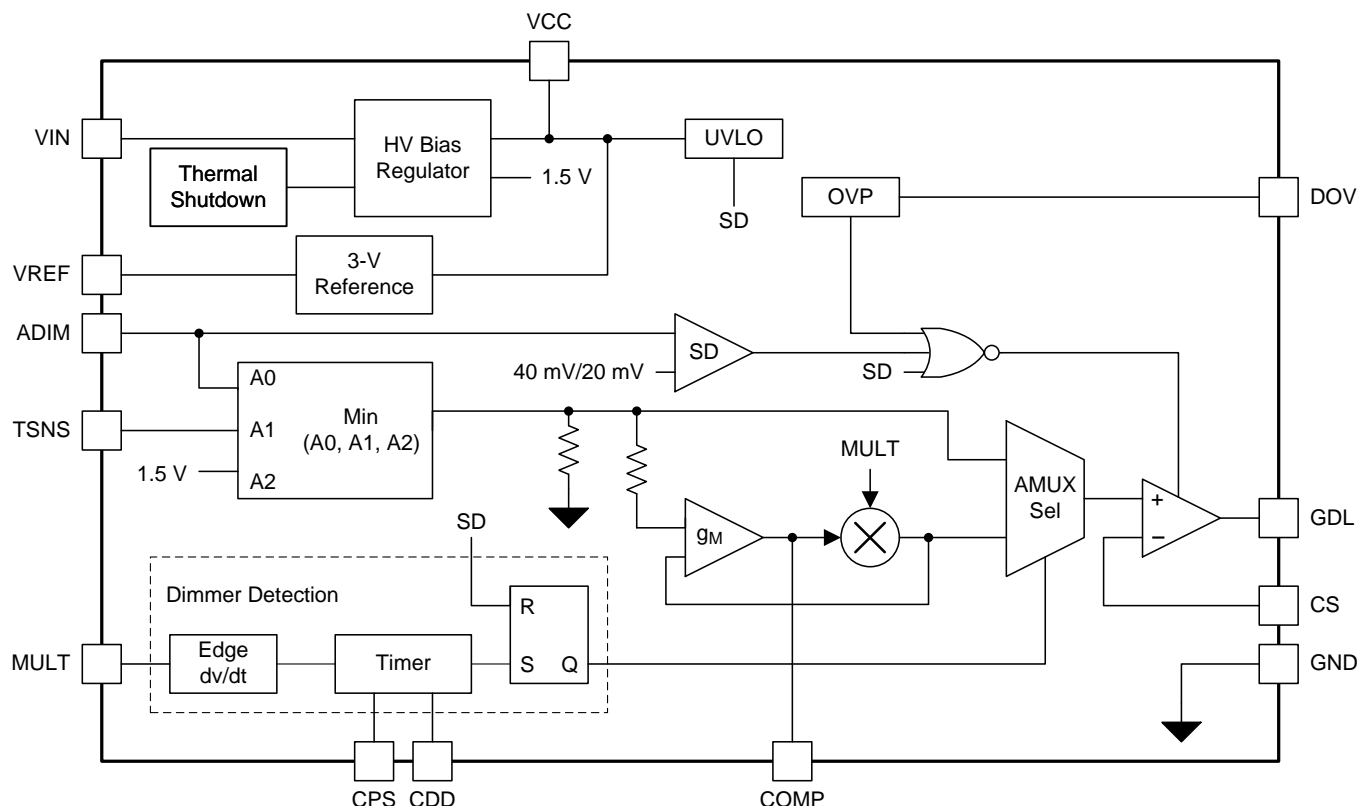 VCC
VIN
HV Bias
Regulator
UVLO
Thermal
Shutdown
1.5 V
SD
OVP
DOV
VREF
3-V
Reference
ADIM
SD
40 mV/20 mV
SD
A0
TSNS
A1
Min
(A0, A1, A2)
1.5 V
A2
MULT
AMUX
Sel
+
−
GDL
gM
SD
Dimmer Detection
R
CS
MULT
Edge
dv/dt
Timer
S
Q
GND
CPS
CDD
COMP